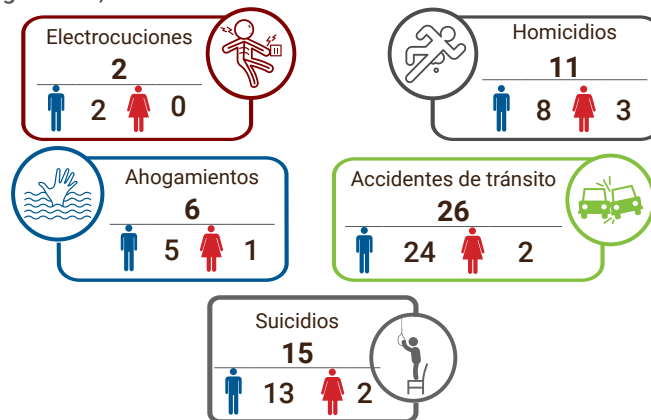 Electrocuciones
2
2 0
Homicidios
11
8 3
Ahogamientos
6
5 1
Accidentes de tránsito
26
24 2
Suicidios
15
13 2